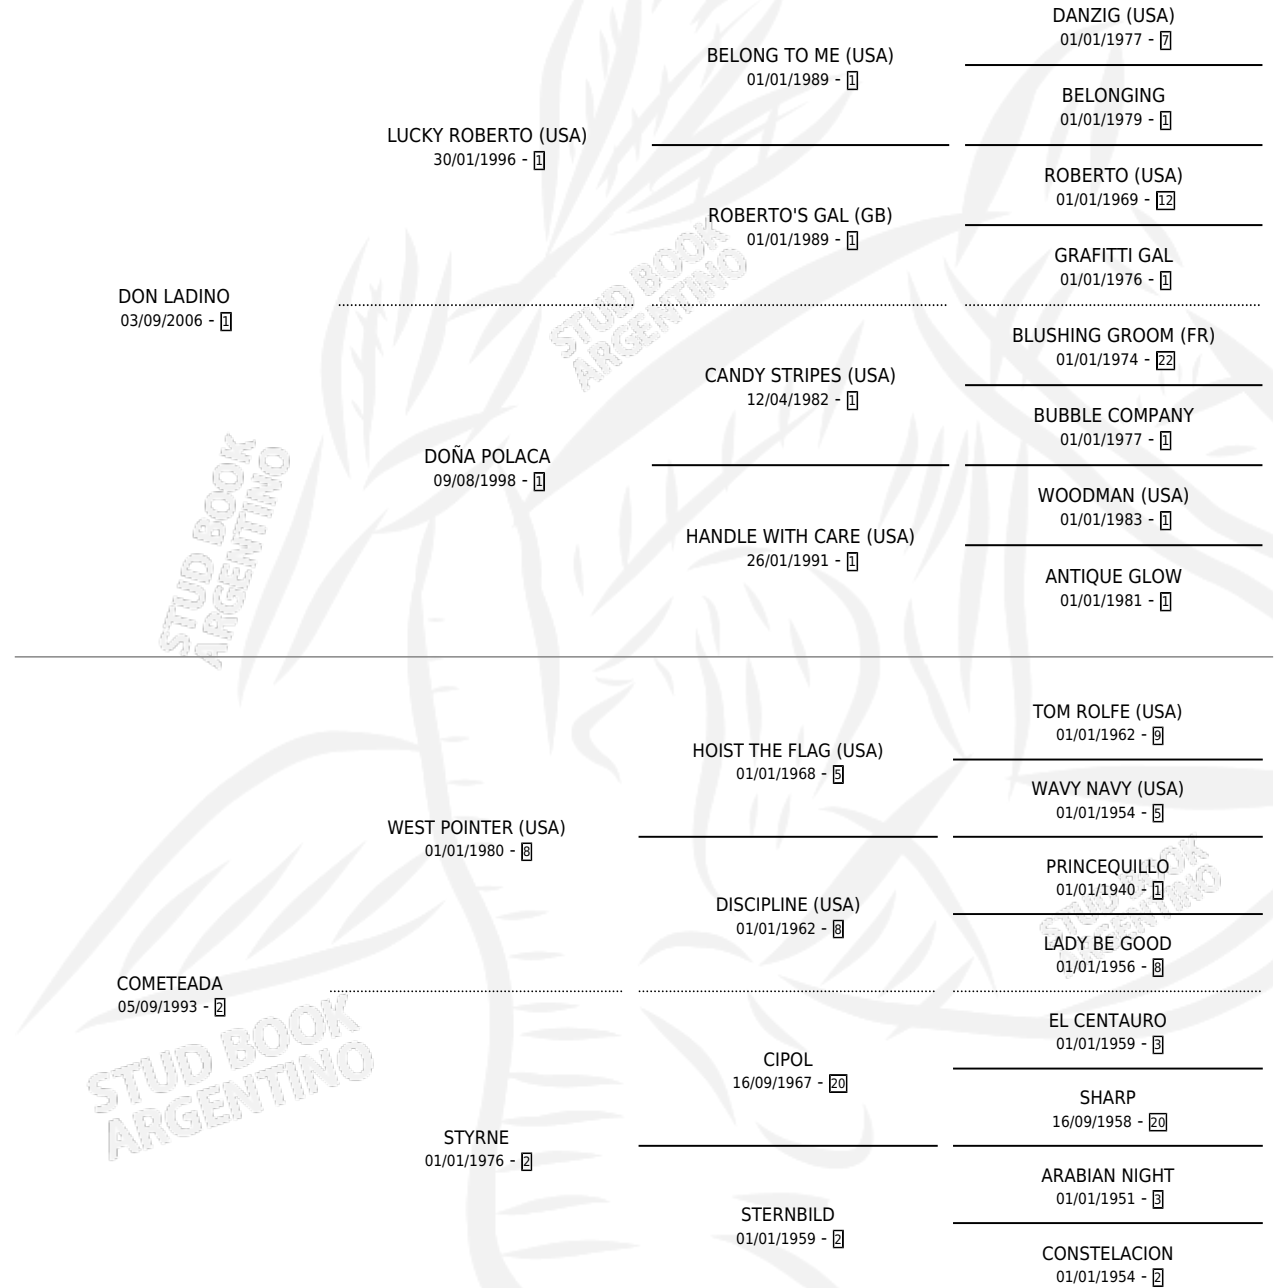 DANZIG (USA)
01/01/1977 - 7
BELONG TO ME (USA)
01/01/1989 - 1
BELONGING
01/01/1979 - 1
LUCKY ROBERTO (USA)
30/01/1996 - 1
ROBERTO (USA)
01/01/1969 - 12
ROBERTO'S GAL (GB)
01/01/1989 - 1
GRAFITTI GAL
01/01/1976 - 1
DON LADINO
03/09/2006 - 1
BLUSHING GROOM (FR)
01/01/1974 - 22
CANDY STRIPES (USA)
12/04/1982 - 1
BUBBLE COMPANY
01/01/1977 - 1
DOÑA POLACA
09/08/1998 - 1
WOODMAN (USA)
01/01/1983 - 1
HANDLE WITH CARE (USA)
26/01/1991 - 1
ANTIQUE GLOW
01/01/1981 - 1
STUD BOOK
ARGENTINO
STUD BOOK
ARGENTINO
TOM ROLFE (USA)
01/01/1962 - 9
HOIST THE FLAG (USA)
01/01/1968 - 5
WAVY NAVY (USA)
01/01/1954 - 5
WEST POINTER (USA)
01/01/1980 - 8
PRINCEQUILLO
01/01/1940 - 1
DISCIPLINE (USA)
01/01/1962 - 8
LADY BE GOOD
01/01/1956 - 8
COMETEADA
05/09/1993 - 2
EL CENTAURO
01/01/1959 - 3
CIPOL
16/09/1967 - 20
SHARP
16/09/1958 - 20
STYRNE
01/01/1976 - 2
ARABIAN NIGHT
01/01/1951 - 3
STERNBILD
01/01/1959 - 2
CONSTELACION
01/01/1954 - 2
STUD BOOK
ARGENTINO
STUD BOOK
ARGENTINO